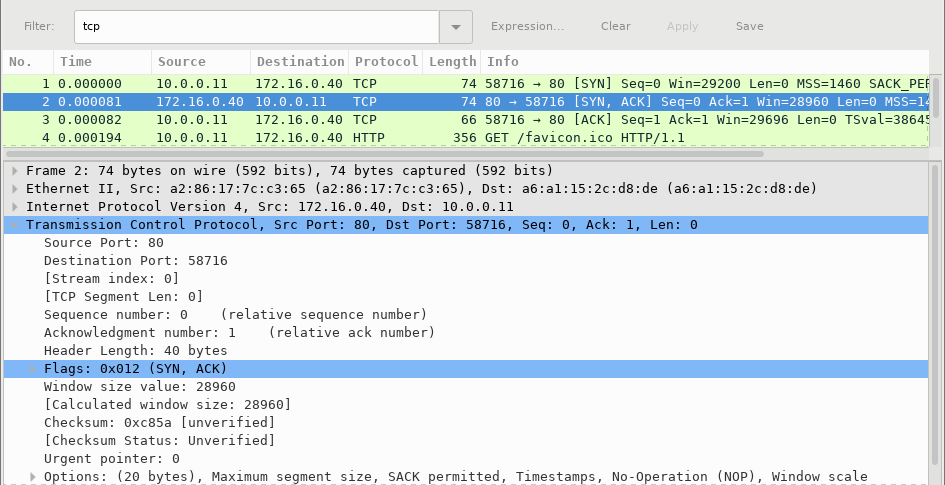 Filter: tcp Expression... Clear Apply Save
No. Time Source Destination Protocol Length Info
1 0.000000 10.0.0.11 172.16.0.40 TCP 74 58716 → 80 [SYN] Seq=0 Win=29200 Len=0 MSS=1460 SACK_PER
2 0.000081 172.16.0.40 10.0.0.11 TCP 74 80 → 58716 [SYN, ACK] Seq=0 Ack=1 Win=28960 Len=0 MSS=14
3 0.000082 10.0.0.11 172.16.0.40 TCP 66 58716 → 80 [ACK] Seq=1 Ack=1 Win=29696 Len=0 TSval=38645
4 0.000194 10.0.0.11 172.16.0.40 HTTP 356 GET /favicon.ico HTTP/1.1
Frame 2: 74 bytes on wire (592 bits), 74 bytes captured (592 bits)
Ethernet II, Src: a2:86:17:7c:c3:65 (a2:86:17:7c:c3:65), Dst: a6:a1:15:2c:d8:de (a6:a1:15:2c:d8:de)
Internet Protocol Version 4, Src: 172.16.0.40, Dst: 10.0.0.11
Transmission Control Protocol, Src Port: 80, Dst Port: 58716, Seq: 0, Ack: 1, Len: 0
Source Port: 80
Destination Port: 58716
[Stream index: 0]
[TCP Segment Len: 0]
Sequence number: 0 (relative sequence number)
Acknowledgment number: 1 (relative ack number)
Header Length: 40 bytes
Flags: 0x012 (SYN, ACK)
Window size value: 28960
[Calculated window size: 28960]
Checksum: 0xc85a [unverified]
[Checksum Status: Unverified]
Urgent pointer: 0
Options: (20 bytes), Maximum segment size, SACK permitted, Timestamps, No-Operation (NOP), Window scale